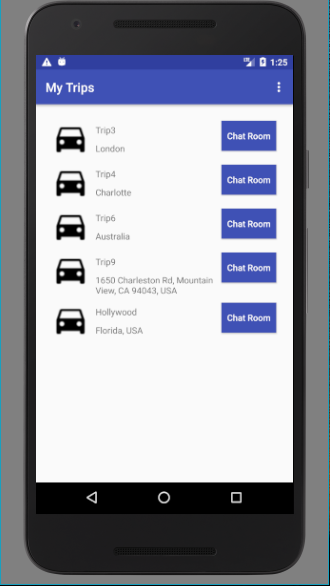 1:25
My Trips
Trip3
London
Chat Room
Trip4
Charlotte
Chat Room
Trip6
Australia
Chat Room
Trip9
1650 Charleston Rd, Mountain
View, CA 94043, USA
Chat Room
Hollywood
Florida, USA
Chat Room